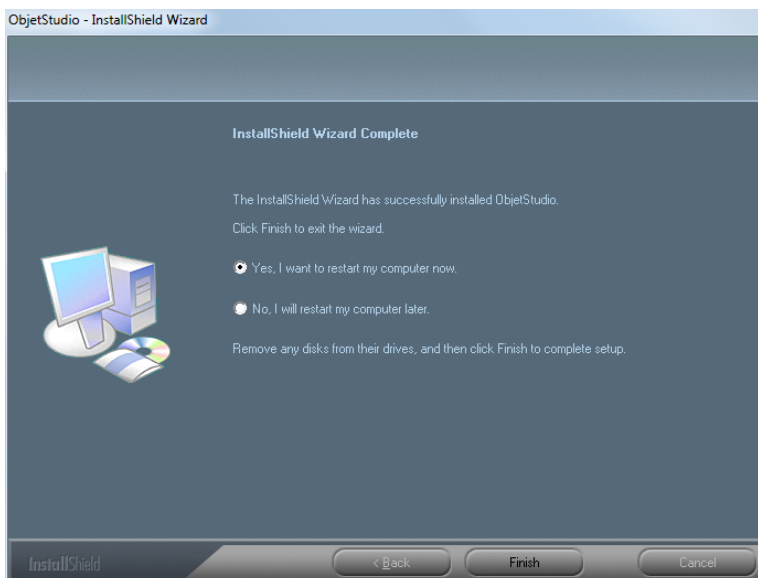 ObjetStudio - InstallShield Wizard
InstallShield Wizard Complete
The InstallShield Wizard has successfully installed ObjetStudio.
Click Finish to exit the wizard.
Yes, I want to restart my computer now.
No, I will restart my computer later.
Remove any disks from their drives, and then click Finish to complete setup.
InstallShield
< Back
Finish
Cancel